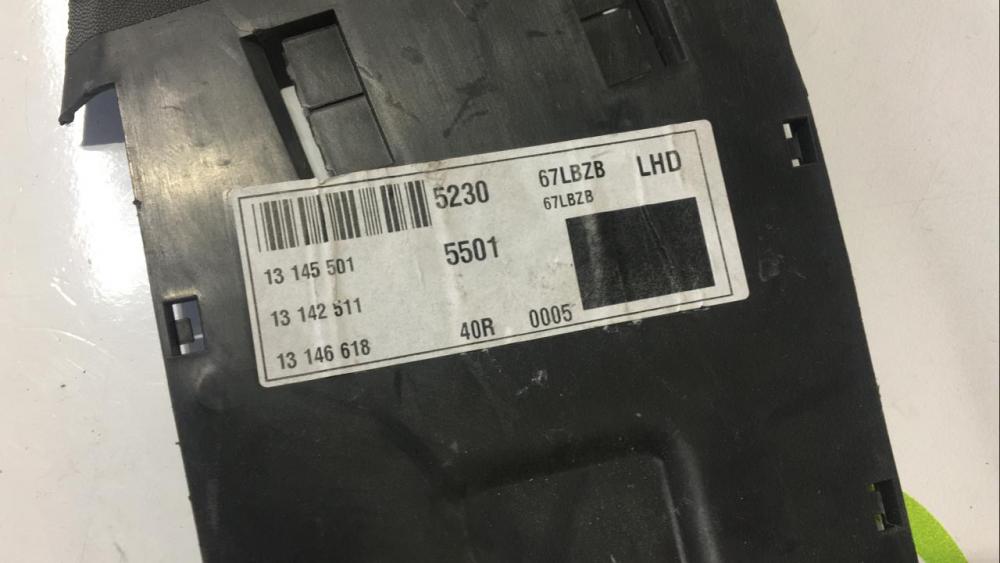 5230 67LBZB LHD
67LBZB
13 145 501 5501
13 142 511
13 146 618 40R 0005